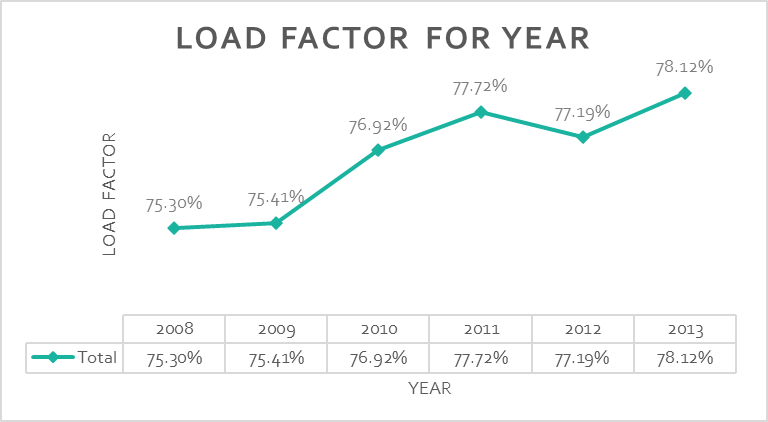 LOAD FACTOR FOR YEAR
78.12%
77.72%
77.19%
76.92%
75.41%
75.30%
LOAD FACTOR
2008 2009 2010 2011 2012 2013
Total 75.30% 75.41% 76.92% 77.72% 77.19% 78.12%
YEAR